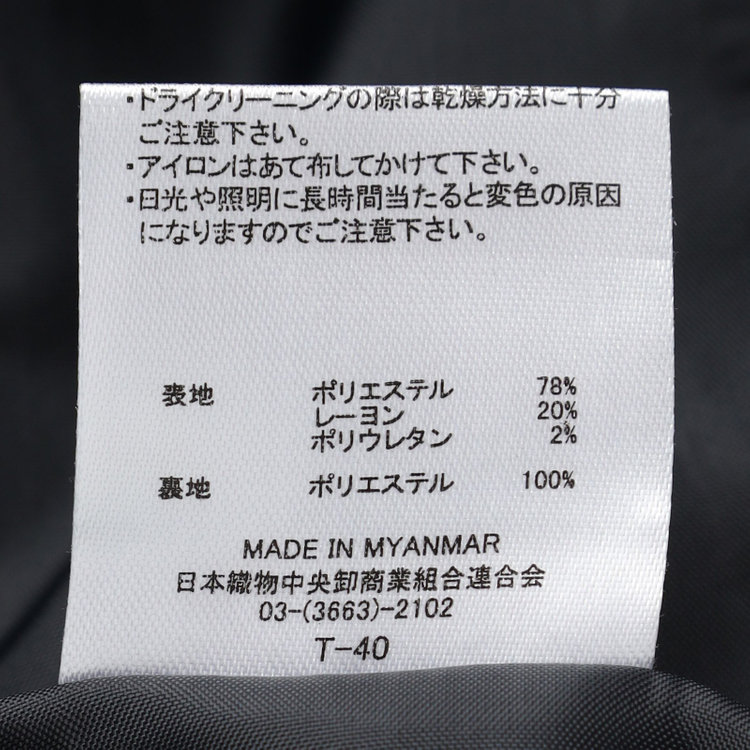 ・ドライクリーニングの際は乾燥方法に十分
ご注意下さい。
・アイロンはあて布してかけて下さい。
・日光や照明に長時間当たると変色の原因
になりますのでご注意下さい。
表地 ポリエステル 78%
レーヨン 20%
ポリウレタン 2%
裏地 ポリエステル 100%
MADE IN MYANMAR
日本織物中央卸商業組合連合会
03-(3663)-2102
T-40